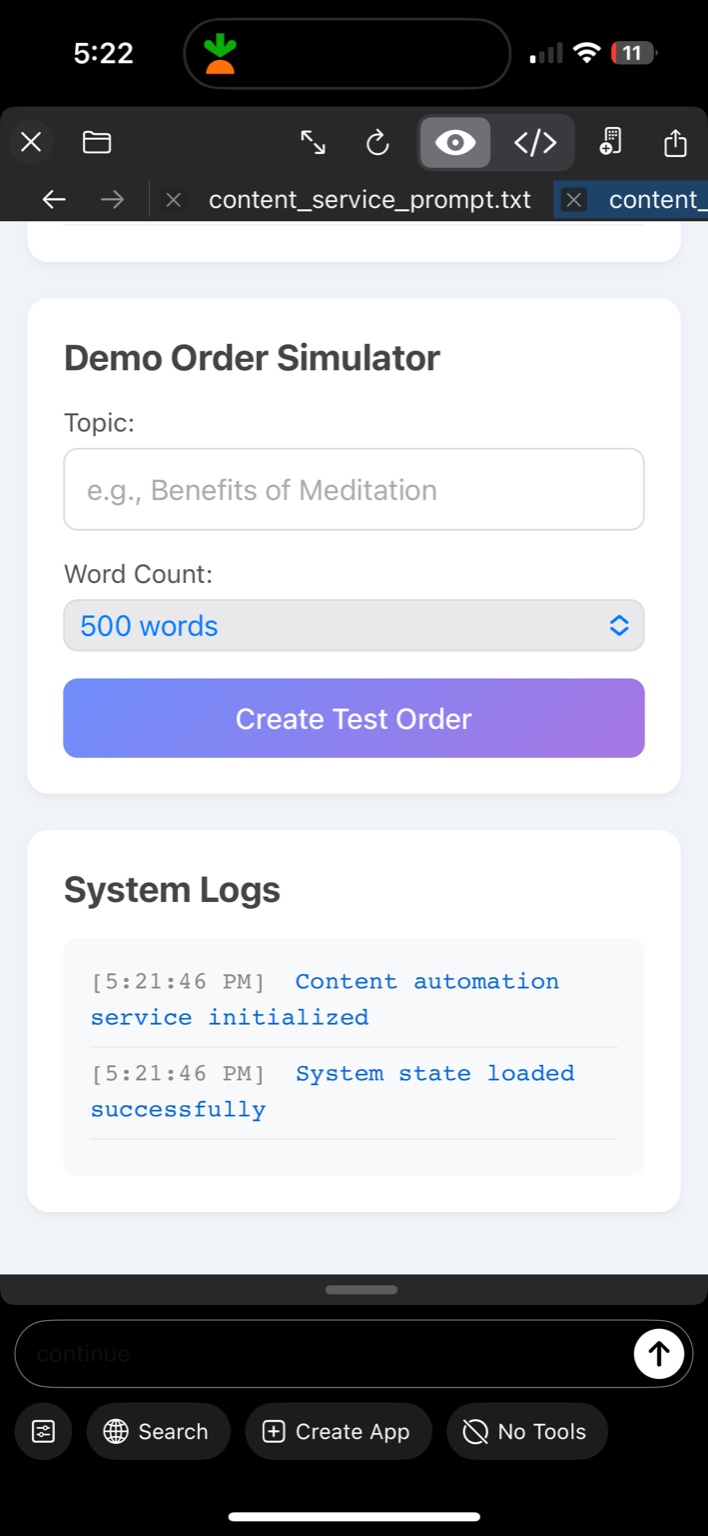 5:22
11
</>
content_service_prompt.txt
content_
Demo Order Simulator
Topic:
e.g., Benefits of Meditation
Word Count:
500 words
Create Test Order
System Logs
[5:21:46 PM] Content automation
service initialized
[5:21:46 PM] System state loaded
successfully
continue
Search
Create App
No Tools